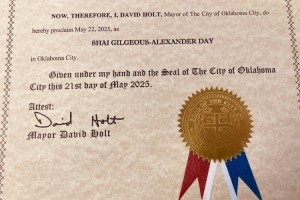 NOW, THEREFORE, I, DAVID HOLT, Mayor of The City of Oklahoma City, do
hereby proclaim May 22, 2025, as
SHAI GILGEOUS-ALEXANDER DAY
in Oklahoma City.
Given under my hand and the Seal of The City of Oklahoma
City this 21st day of May 2025.
Attest:
David Holt
Mayor David Holt